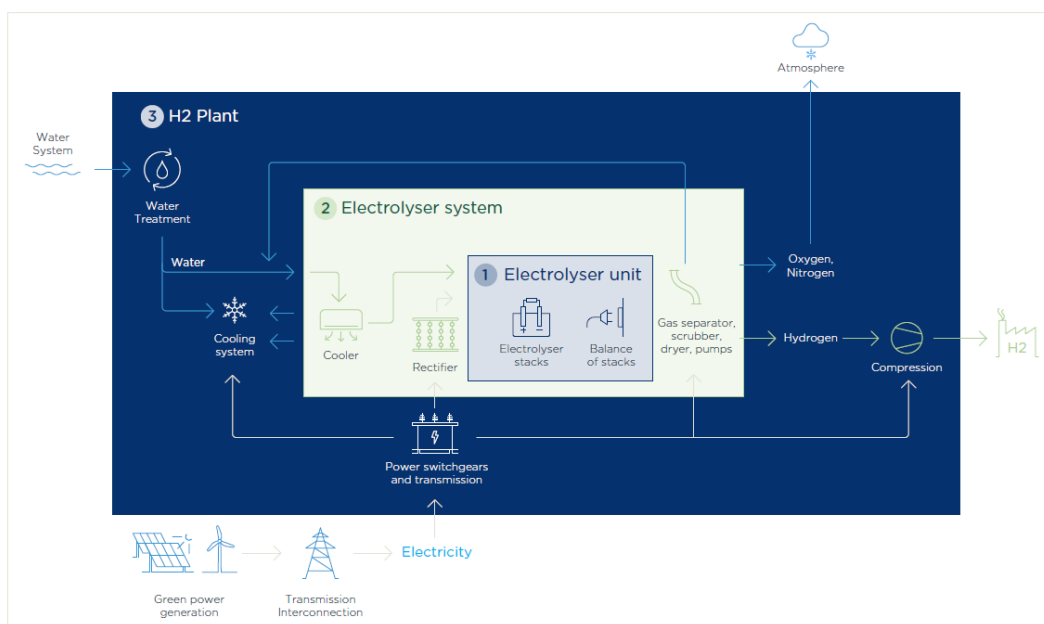 Atmosphere
3 H2 Plant
Water
System
Water
Treatment
2 Electrolyser system
Water
1 Electrolyser unit
Oxygen,
Nitrogen
Cooling
system
Cooler
Rectifier
Electrolyser
stacks
Balance
of stacks
Gas separator,
scrubber,
dryer, pumps
Hydrogen
Compression
H2
Power switchgears
and transmission
Electricity
Green power
generation
Transmission
Interconnection